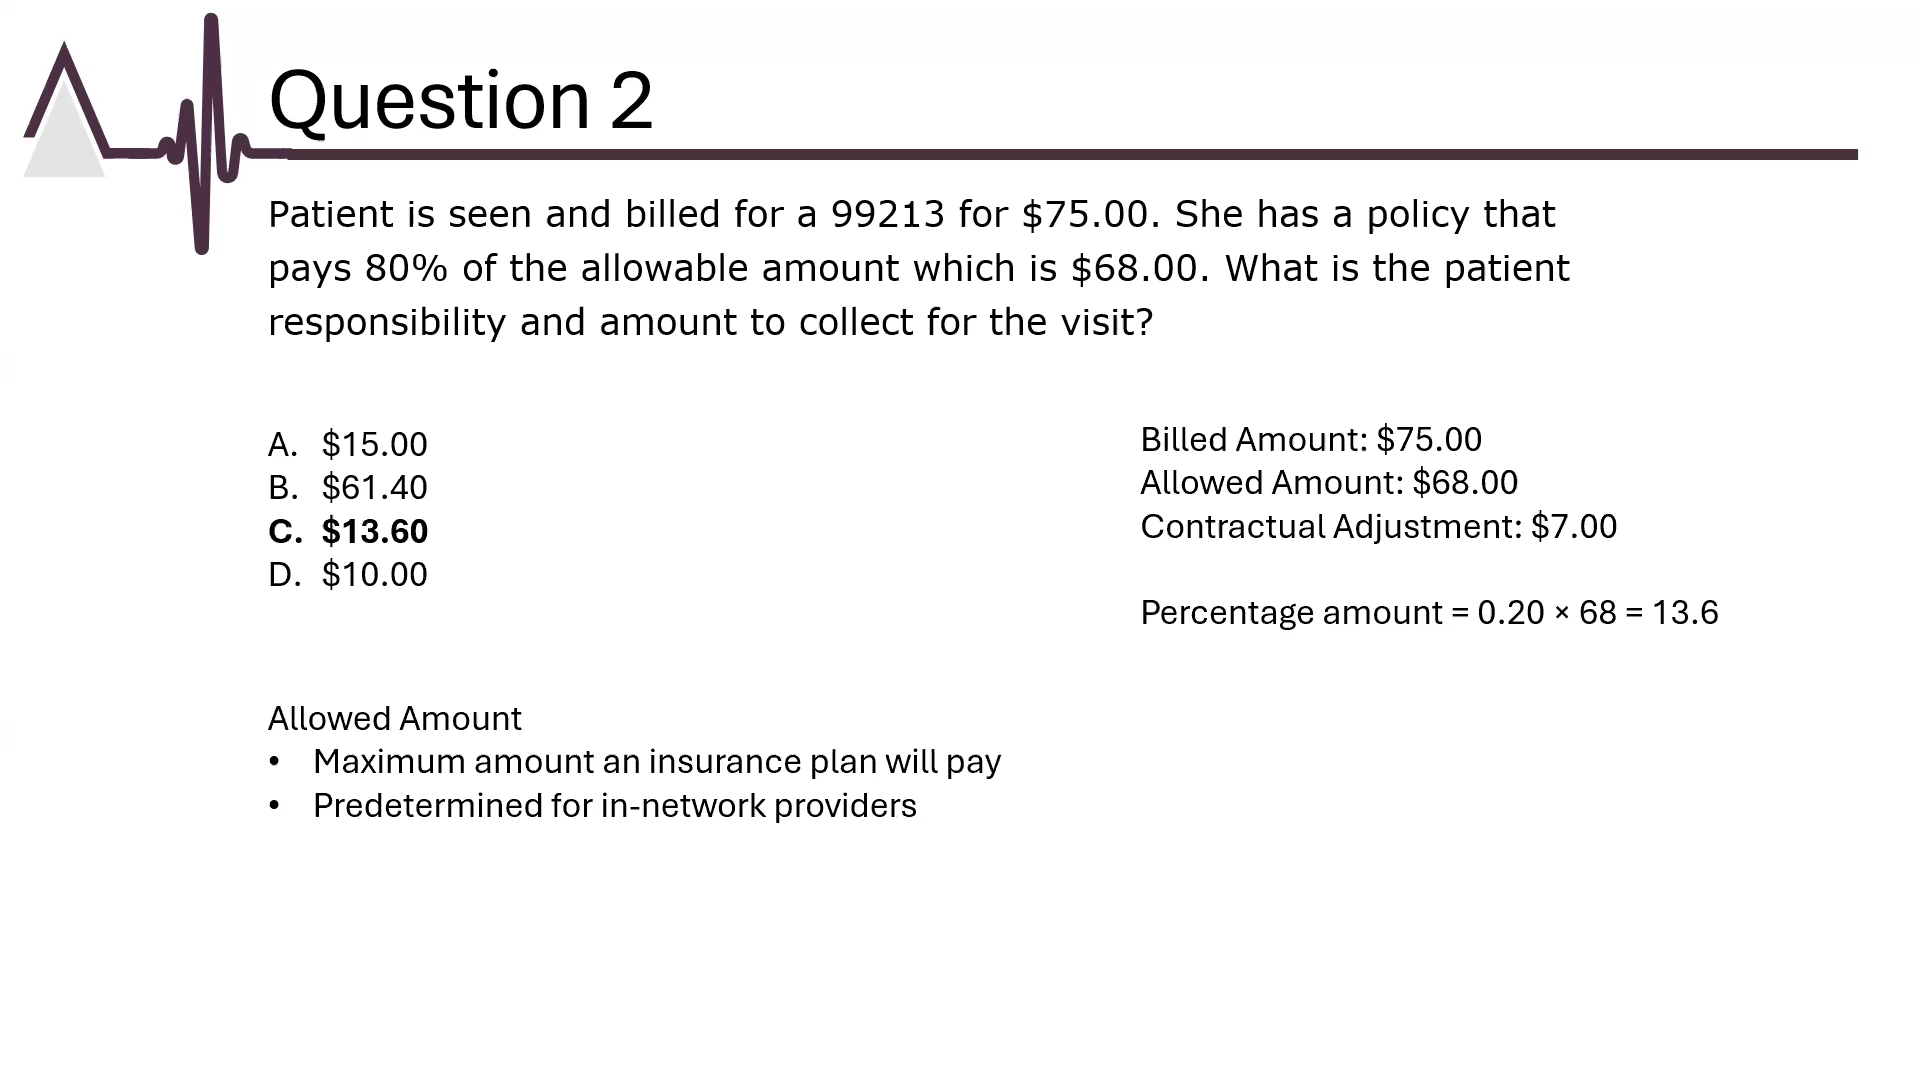 Question 2
Patient is seen and billed for a 99213 for $75.00. She has a policy that
pays 80% of the allowable amount which is $68.00. What is the patient
responsibility and amount to collect for the visit?
A. $15.00
B. $61.40
C. $13.60
D. $10.00
Billed Amount: $75.00
Allowed Amount: $68.00
Contractual Adjustment: $7.00
Percentage amount = 0.20 × 68 = 13.6
Allowed Amount
• Maximum amount an insurance plan will pay
• Predetermined for in-network providers